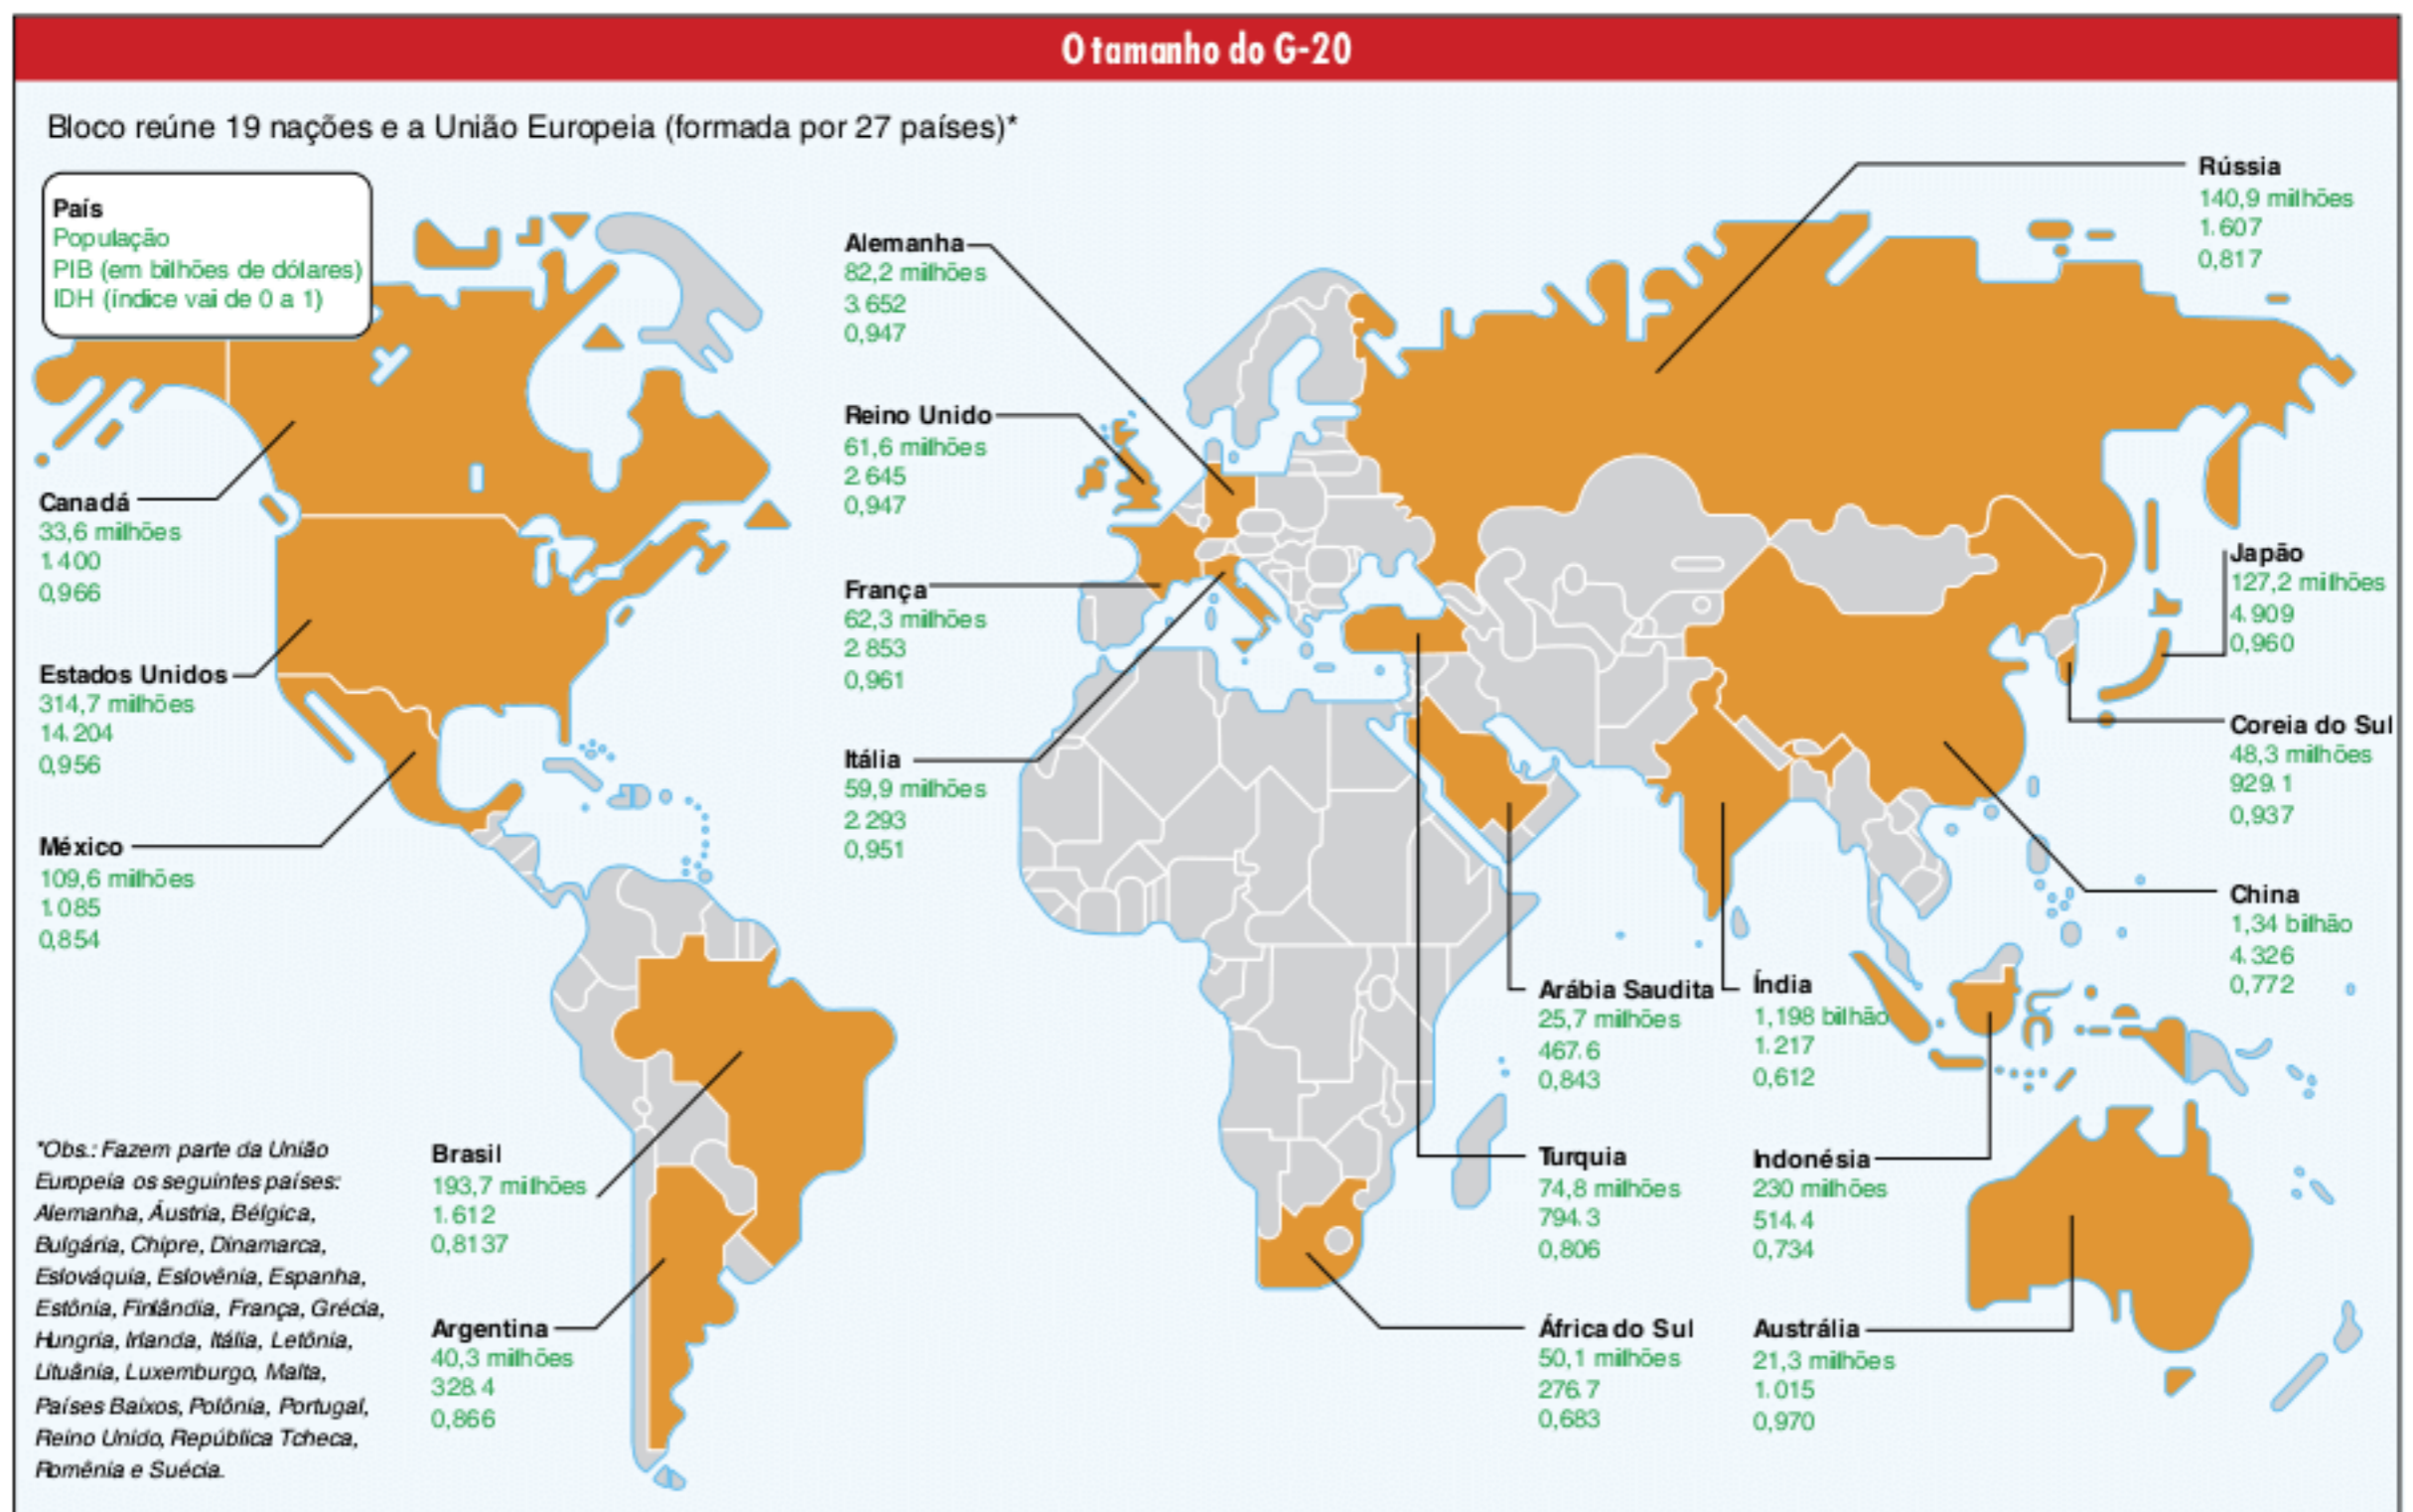 O tamanho do G-20
Bloco reúne 19 nações e a União Europeia (formada por 27 países)*
País
População
PIB (em bilhões de dólares)
IDH (índice vai de 0 a 1)
Canadá
33,6 milhões
1.400
0,966
Estados Unidos
314,7 milhões
14.204
0,956
México
109,6 milhões
1.085
0,854
Brasil
193,7 milhões
1.612
0,8137
Argentina
40,3 milhões
328.4
0,866
Alemanha
82,2 milhões
3.652
0,947
Reino Unido
61,6 milhões
2.645
0,947
França
62,3 milhões
2.853
0,961
Itália
59,9 milhões
2.293
0,951
Rússia
140,9 milhões
1.607
0,817
Japão
127,2 milhões
4.909
0,960
Coreia do Sul
48,3 milhões
929.1
0,937
China
1,34 bilhão
4.326
0,772
Arábia Saudita
25,7 milhões
467.6
0,843
Índia
1,198 bilhão
1.217
0,612
Turquia
74,8 milhões
794.3
0,806
Indonésia
230 milhões
514.4
0,734
África do Sul
50,1 milhões
276.7
0,683
Austrália
21,3 milhões
1.015
0,970
*Obs.: Fazem parte da União
Europeia os seguintes países:
Alemanha, Áustria, Bélgica,
Bulgária, Chipre, Dinamarca,
Eslováquia, Eslovênia, Espanha,
Estônia, Finlândia, França, Grécia,
Hungria, Irlanda, Itália, Letônia,
Lituânia, Luxemburgo, Malta,
Países Baixos, Polônia, Portugal,
Reino Unido, República Tcheca,
Romênia e Suécia.